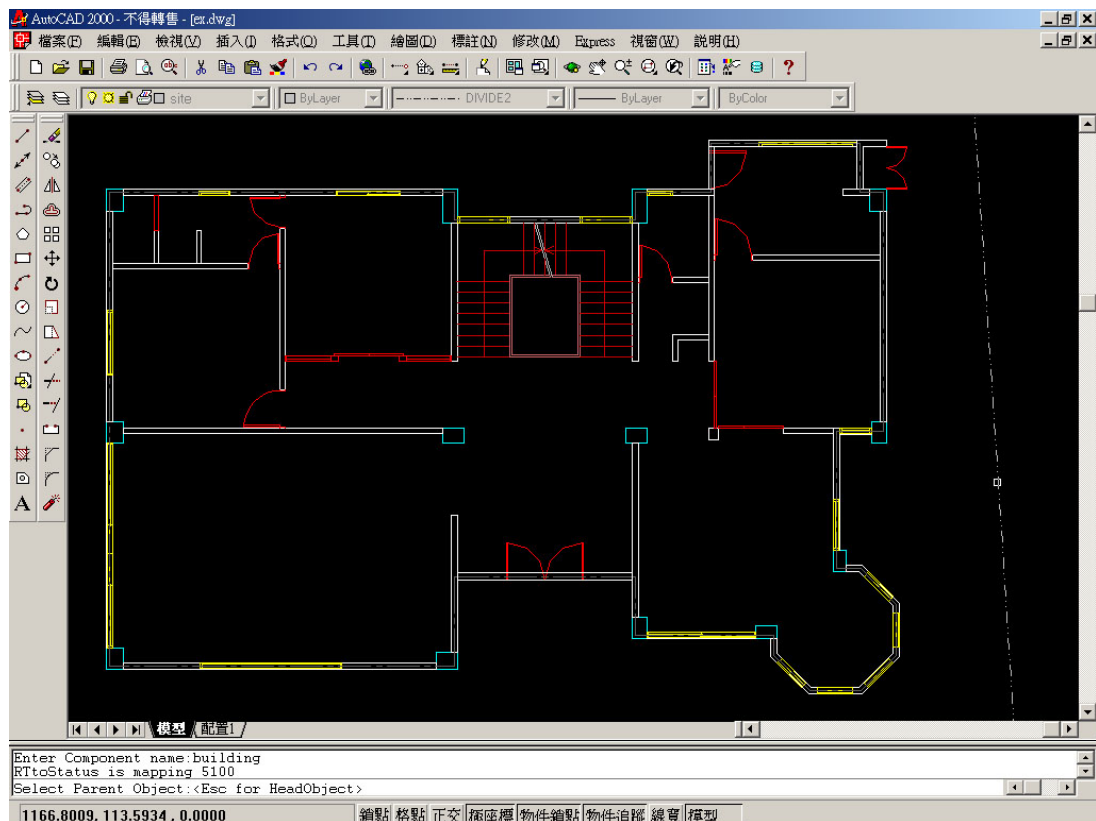 AutoCAD 2000 - 不得轉售 - [ex.dwg]
檔案(F) 編輯(E) 檢視(V) 插入(I) 格式(O) 工具(T) 繪圖(D) 標註(N) 修改(M) Express 視窗(W) 說明(H)
site ByLayer DIVIDE2 ByLayer ByColor
A
模型 配置1
Enter Component name:building
RTtoStatus is mapping 5100
Select Parent Object:<Esc for HeadObject>
1166.8009, 113.5934 , 0.0000 鎖點 格點 正交 極座標 物件鎖點 物件追蹤 線寬 模型